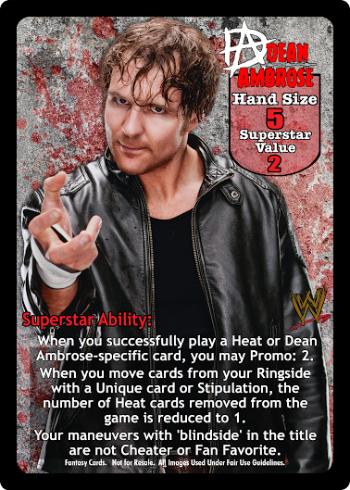 DEAN
AMBROSE
Hand Size
5
Superstar
Value
2
W
Superstar Ability:
When you successfully play a Heat or Dean
Ambrose-specific card, you may Promo: 2.
When you move cards from your Ringside
with a Unique card or Stipulation, the
number of Heat cards removed from the
game is reduced to 1.
Your maneuvers with 'blindside' in the title
are not Cheater or Fan Favorite.
Fantasy Cards. Not for Resale. All Images Used Under Fair Use Guidelines.